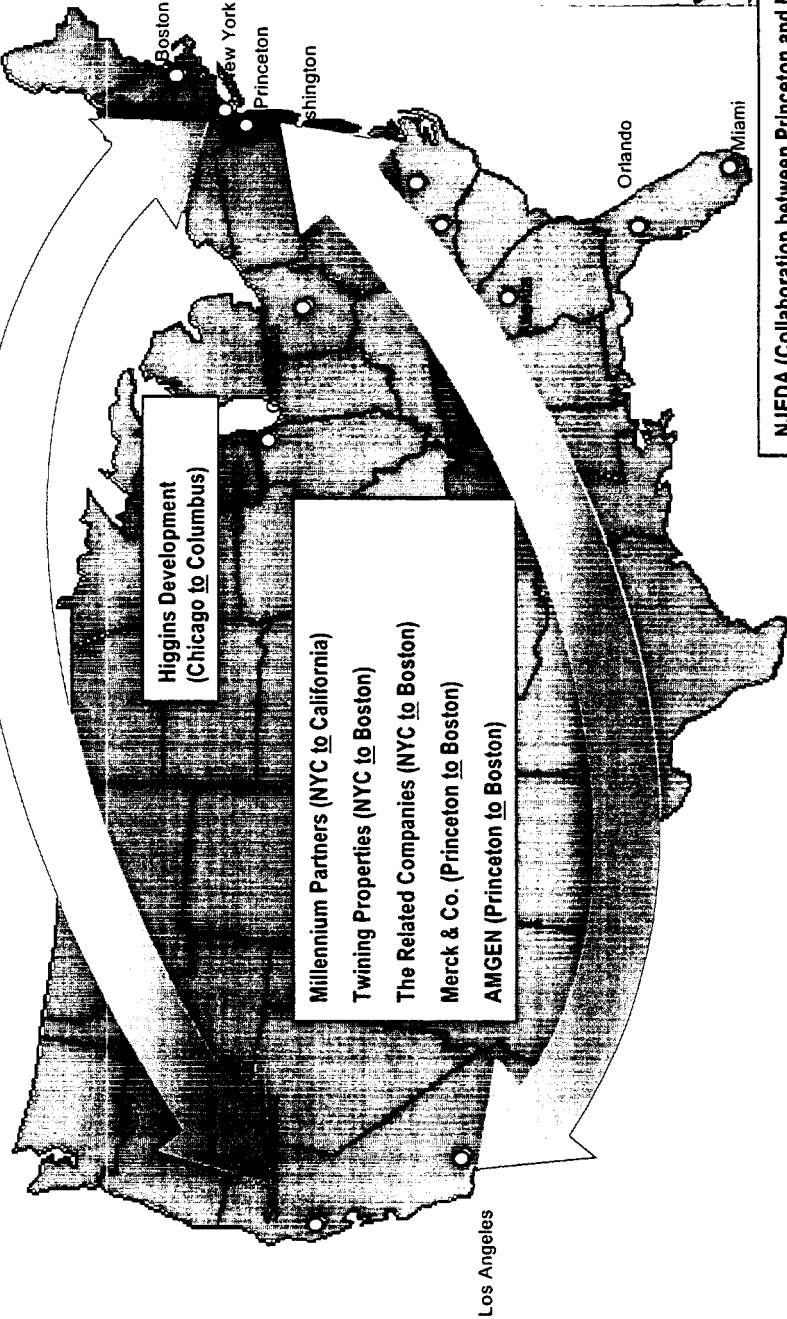 Boston
New York
Princeton
shington
Orlando
Miami
Los Angeles
Higgins Development
(Chicago to Columbus)
Millennium Partners (NYC to California)
Twining Properties (NYC to Boston)
The Related Companies (NYC to Boston)
Merck & Co. (Princeton to Boston)
AMGEN (Princeton to Boston)
NJEDA (Collaboration between Princeton and